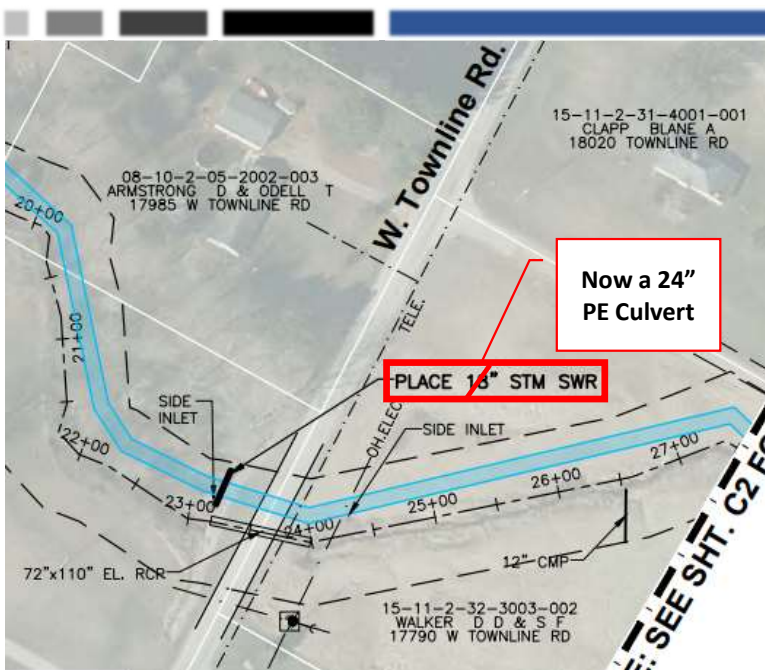 W. Townline Rd.
15-11-2-31-4001-001
CLAPP BLANE A
18020 TOWNLINE RD
08-10-2-05-2002-003
ARMSTRONG D & ODELL T
17985 W TOWNLINE RD
20+00
Now a 24”
PE Culvert
TELE.
21+00
PLACE 18" STM SWR
OH.ELEC
SIDE
INLET
SIDE INLET
22+00
27+00
26+00
25+00
23+00
24+00
72"x110" EL. RCP
12" CMP
15-11-2-32-3003-002
WALKER D D & S F
17790 W TOWNLINE RD
E: SEE SHT. C2 FO